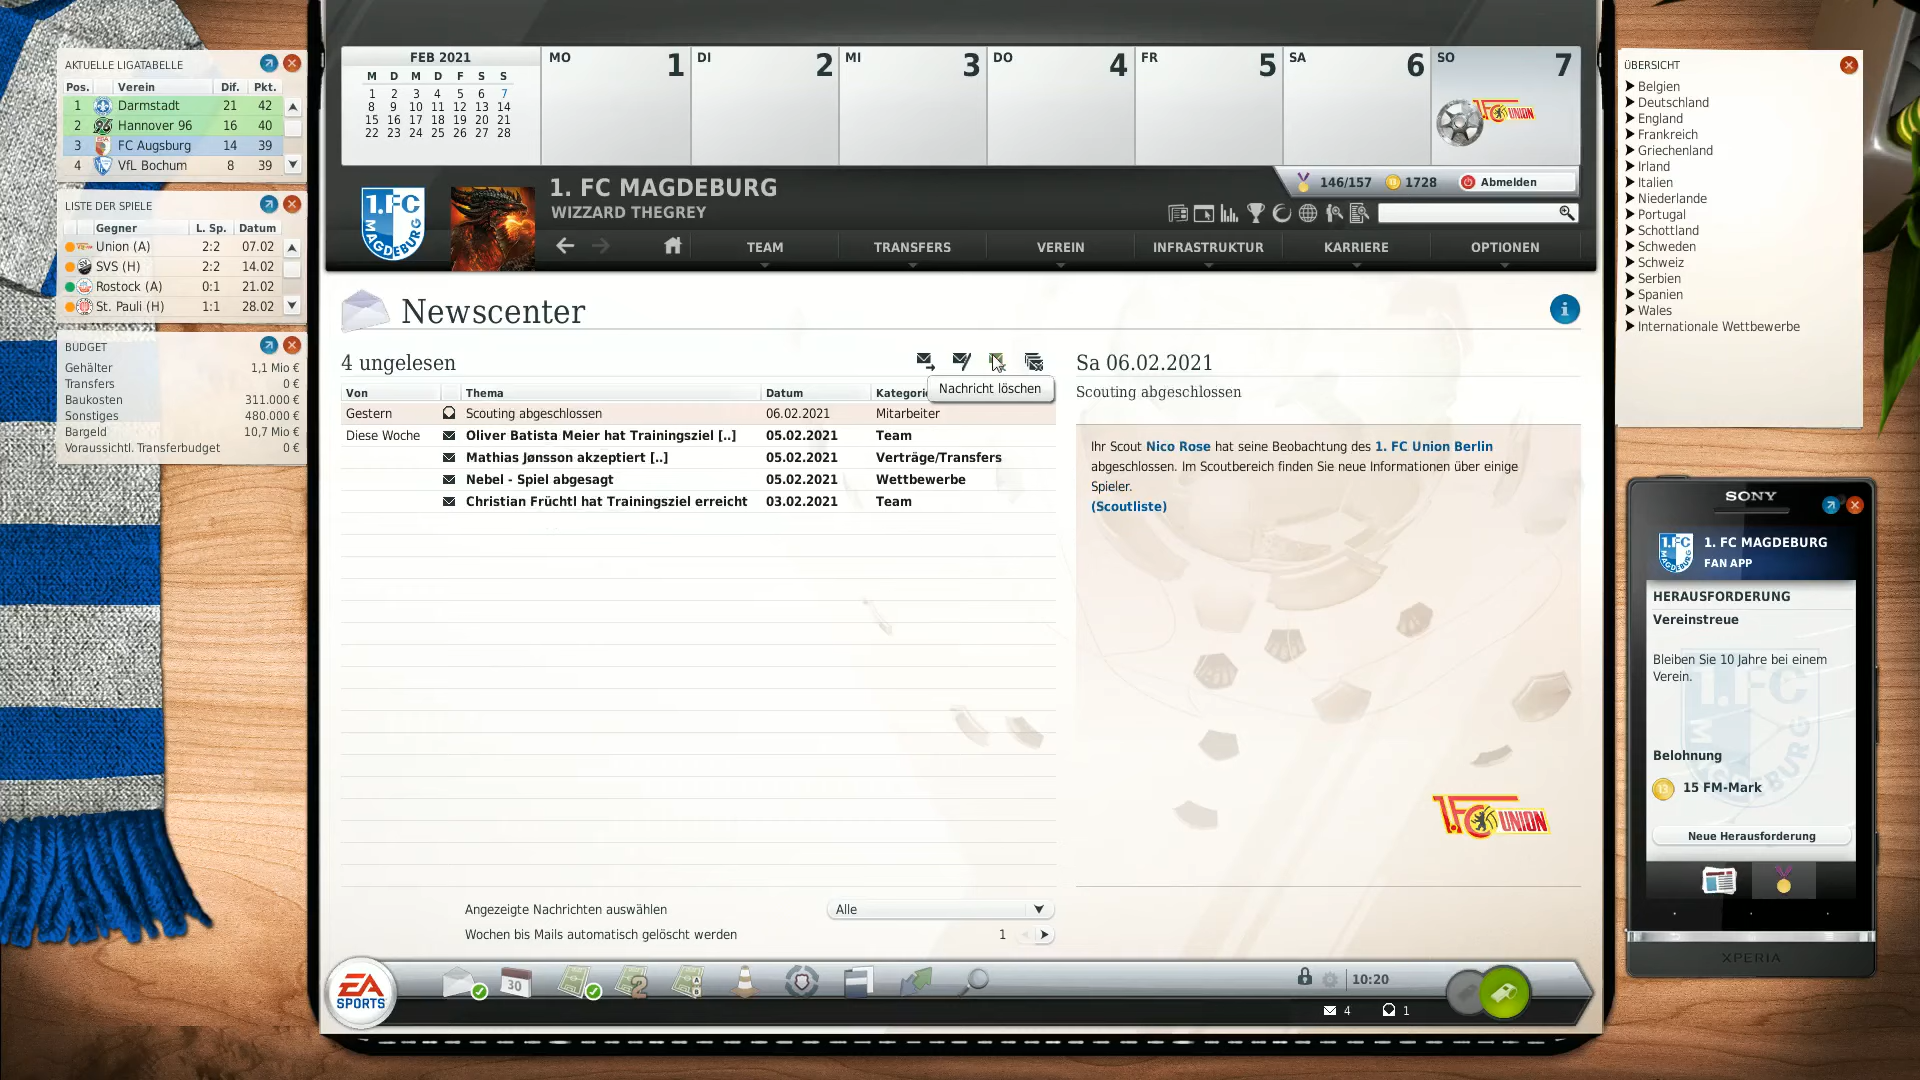 AKTUELLE LIGATABELLE
Pos. Verein Dif. Pkt.
1 Darmstadt 21 42
2 Hannover 96 16 40
3 FC Augsburg 14 39
4 VfL Bochum 8 39
LISTE DER SPIELE
Gegner L. Sp. Datum
Union (A) 2:2 07.02
SVS (H) 2:2 14.02
Rostock (A) 0:1 21.02
St. Pauli (H) 1:1 28.02
BUDGET
Gehälter 1,1 Mio €
Transfers 0 €
Baukosten 311.000 €
Sonstiges 480.000 €
Bargeld 10,7 Mio €
Voraussichtl. Transferbudget 0 €
FEB 2021
M D M D F S S
1 2 3 4 5 6 7
8 9 10 11 12 13 14
15 16 17 18 19 20 21
22 23 24 25 26 27 28
MO 1 DI 2 MI 3 DO 4 FR 5 SA 6 SO 7
1.FC UNION
1.FC MAGDEBURG
1. FC MAGDEBURG
WIZZARD THEGREY
146/157 1728 Abmelden
TEAM TRANSFERS VEREIN INFRASTRUKTUR KARRIERE OPTIONEN
Newscenter
4 ungelesen
Nachricht löschen
Von Thema Datum Kategori
Gestern Scouting abgeschlossen 06.02.2021 Mitarbeiter
Diese Woche Oliver Batista Meier hat Trainingsziel [..] 05.02.2021 Team
Mathias Jønsson akzeptiert [..] 05.02.2021 Verträge/Transfers
Nebel - Spiel abgesagt 05.02.2021 Wettbewerbe
Christian Früchtl hat Trainingsziel erreicht 03.02.2021 Team
Angezeigte Nachrichten auswählen Alle
Wochen bis Mails automatisch gelöscht werden 1
Sa 06.02.2021
Scouting abgeschlossen
Ihr Scout Nico Rose hat seine Beobachtung des 1. FC Union Berlin
abgeschlossen. Im Scoutbereich finden Sie neue Informationen über einige
Spieler.
(Scoutliste)
1.FC UNION
EA
SPORTS
30
2
10:20
4 1
ÜBERSICHT
Belgien
Deutschland
England
Frankreich
Griechenland
Irland
Italien
Niederlande
Portugal
Schottland
Schweden
Schweiz
Serbien
Spanien
Wales
Internationale Wettbewerbe
SONY
1.FC MAGDEBURG
1. FC MAGDEBURG
FAN APP
HERAUSFORDERUNG
Vereinstreue
Bleiben Sie 10 Jahre bei einem
Verein.
Belohnung
15 FM-Mark
Neue Herausforderung
XPERIA